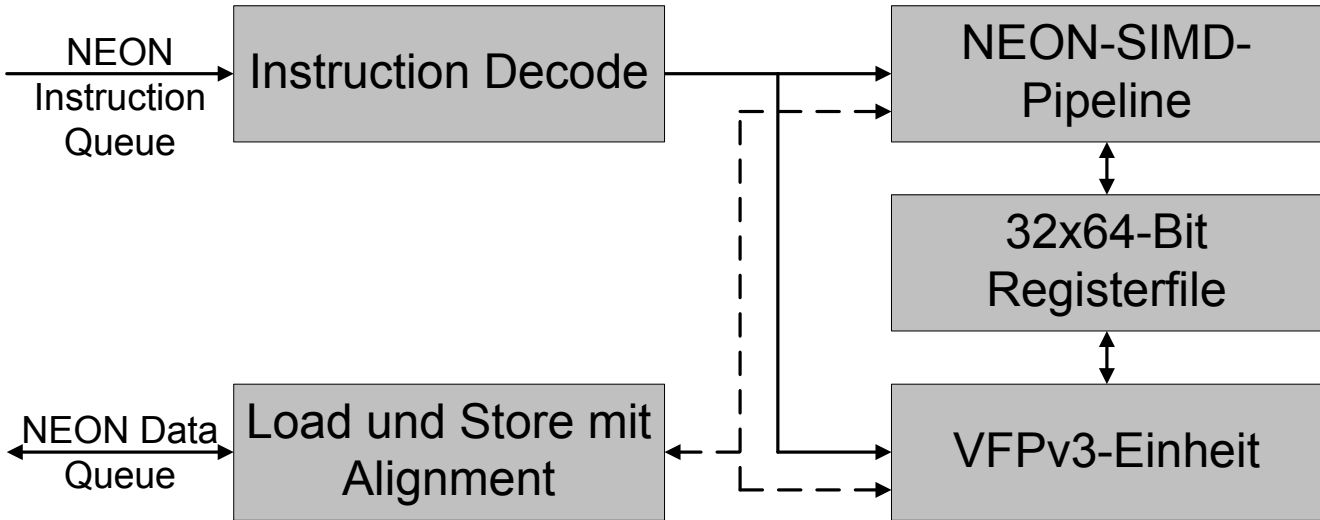 NEON
Instruction
Queue
Instruction Decode
NEON-SIMD-
Pipeline
32x64-Bit
Registerfile
NEON Data
Queue
Load und Store mit
Alignment
VFPv3-Einheit